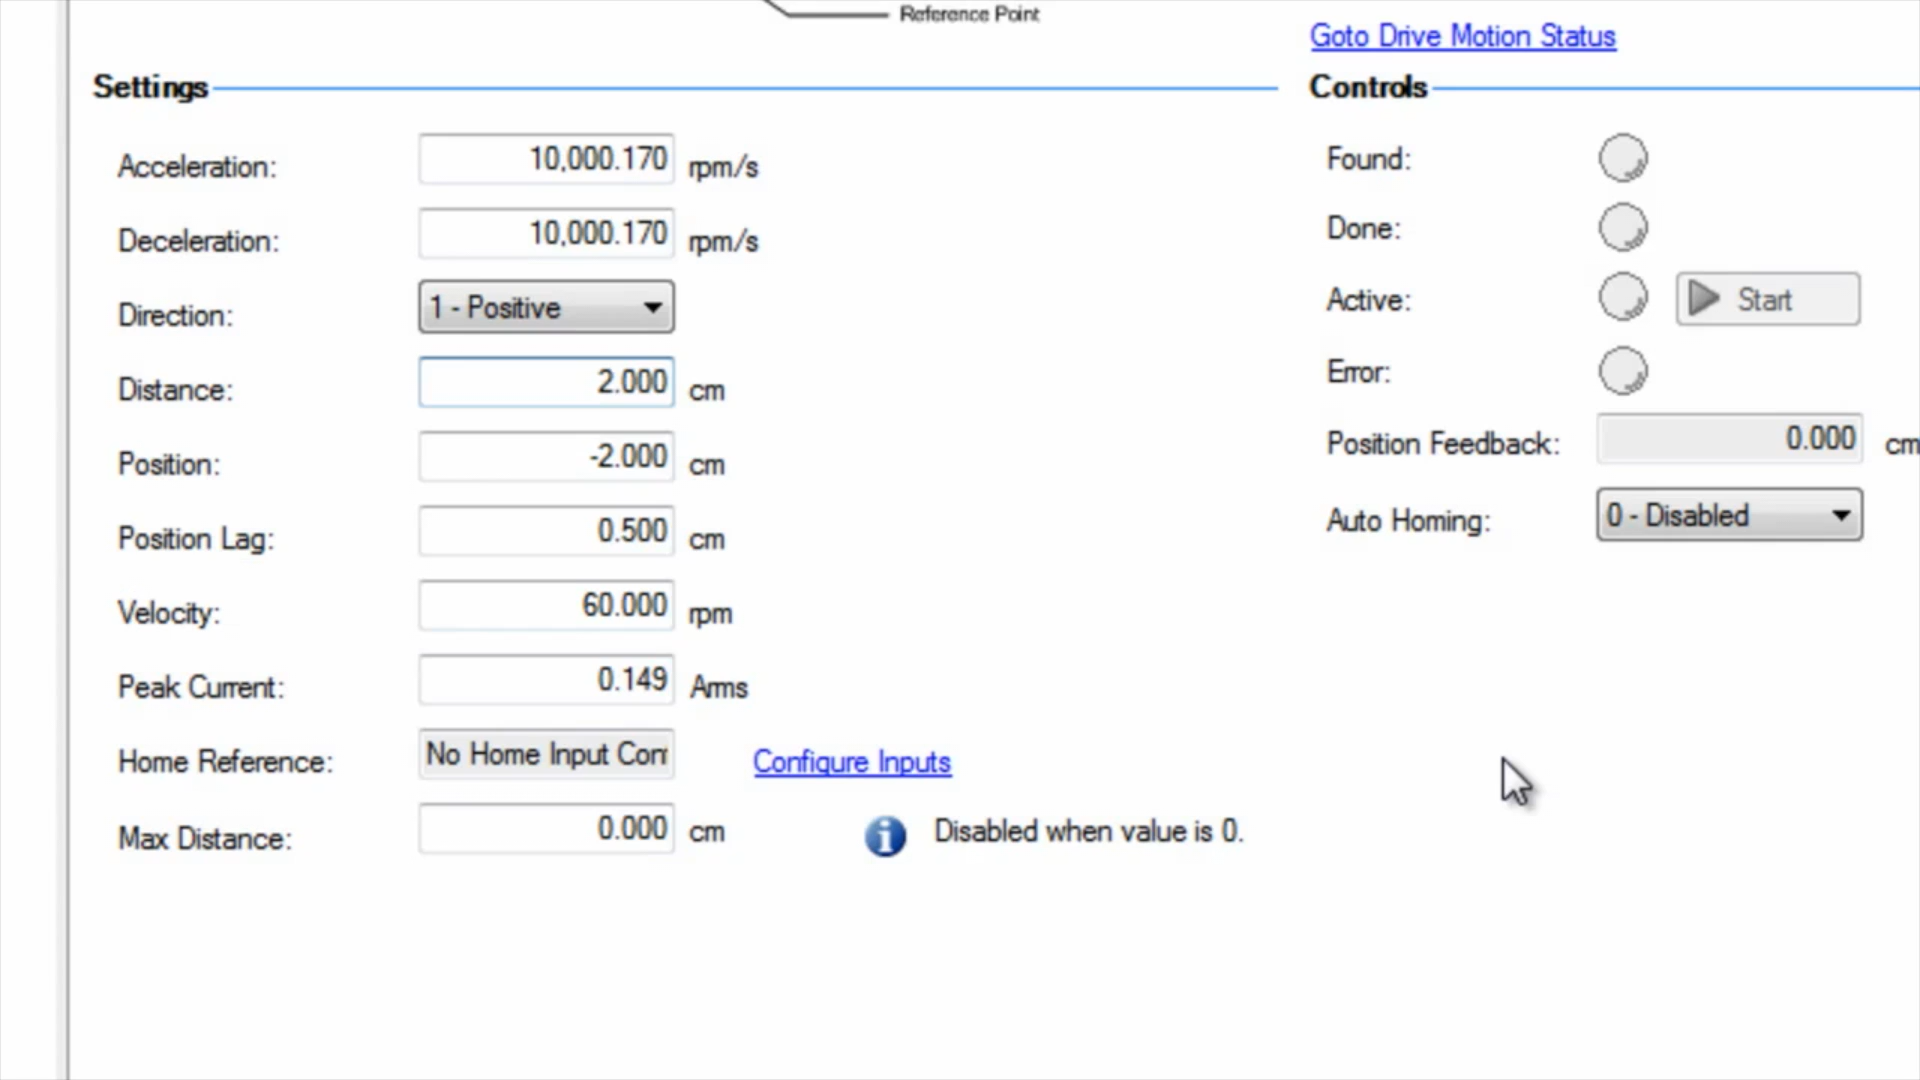 Reference Point
Goto Drive Motion Status
Settings
Acceleration: 10,000.170 rpm/s
Deceleration: 10,000.170 rpm/s
Direction: 1 - Positive
Distance: 2.000 cm
Position: -2.000 cm
Position Lag: 0.500 cm
Velocity: 60.000 rpm
Peak Current: 0.149 Arms
Home Reference: No Home Input Con Configure Inputs
Max Distance: 0.000 cm Disabled when value is 0.
Controls
Found:
Done:
Active: Start
Error:
Position Feedback: 0.000 cm
Auto Homing: 0 - Disabled